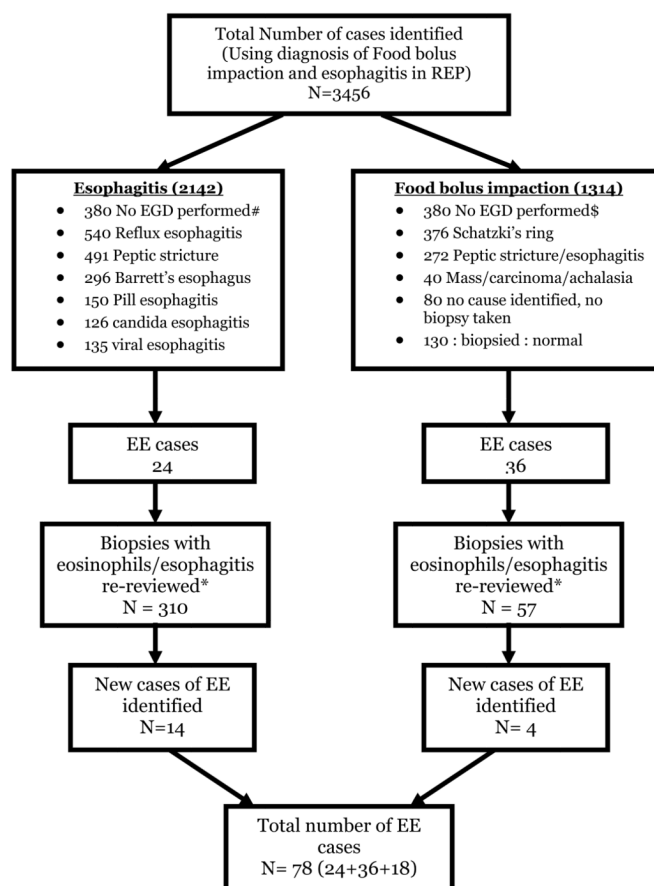 Total Number of cases identified
(Using diagnosis of Food bolus
impaction and esophagitis in REP)
N=3456
Esophagitis (2142)
• 380 No EGD performed#
• 540 Reflux esophagitis
• 491 Peptic stricture
• 296 Barrett's esophagus
• 150 Pill esophagitis
• 126 candida esophagitis
• 135 viral esophagitis
Food bolus impaction (1314)
• 380 No EGD performed$
• 376 Schatzki's ring
• 272 Peptic stricture/esophagitis
• 40 Mass/carcinoma/achalasia
• 80 no cause identified, no
biopsy taken
• 130 : biopsied : normal
EE cases
24
EE cases
36
Biopsies with
eosinophils/esophagitis
re-reviewed*
N = 310
Biopsies with
eosinophils/esophagitis
re-reviewed*
N = 57
New cases of EE
identified
N=14
New cases of EE
identified
N= 4
Total number of EE
cases
N= 78 (24+36+18)